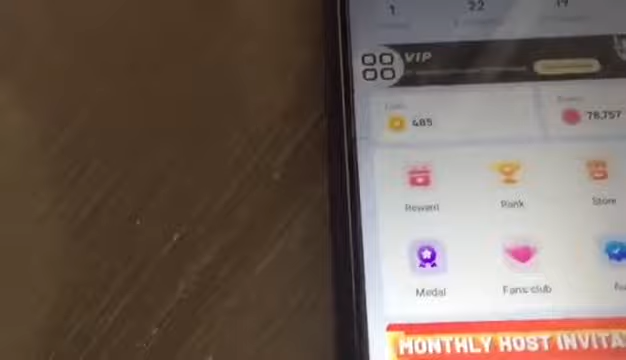 1 22 19
VIP
485 78,757
Reward Rank Store
Medal Fans club
MONTHLY HOST INVITA